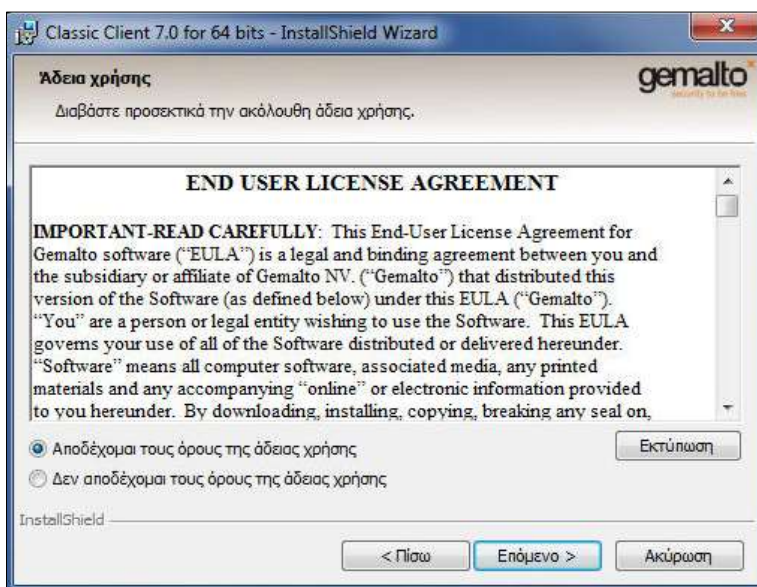 Classic Client 7.0 for 64 bits - InstallShield Wizard
Άδεια χρήσης
Διαβάστε προσεκτικά την ακόλουθη άδεια χρήσης.
gemalto
security to be free
END USER LICENSE AGREEMENT
IMPORTANT-READ CAREFULLY: This End-User License Agreement for
Gemalto software (“EULA”) is a legal and binding agreement between you and
the subsidiary or affiliate of Gemalto NV. (“Gemalto”) that distributed this
version of the Software (as defined below) under this EULA (“Gemalto”).
“You” are a person or legal entity wishing to use the Software. This EULA
governs your use of all of the Software distributed or delivered hereunder.
“Software” means all computer software, associated media, any printed
materials and any accompanying “online” or electronic information provided
to you hereunder. By downloading, installing, copying, breaking any seal on,
Αποδέχομαι τους όρους της άδειας χρήσης
Εκτύπωση
Δεν αποδέχομαι τους όρους της άδειας χρήσης
InstallShield
< Πίσω
Επόμενο >
Ακύρωση